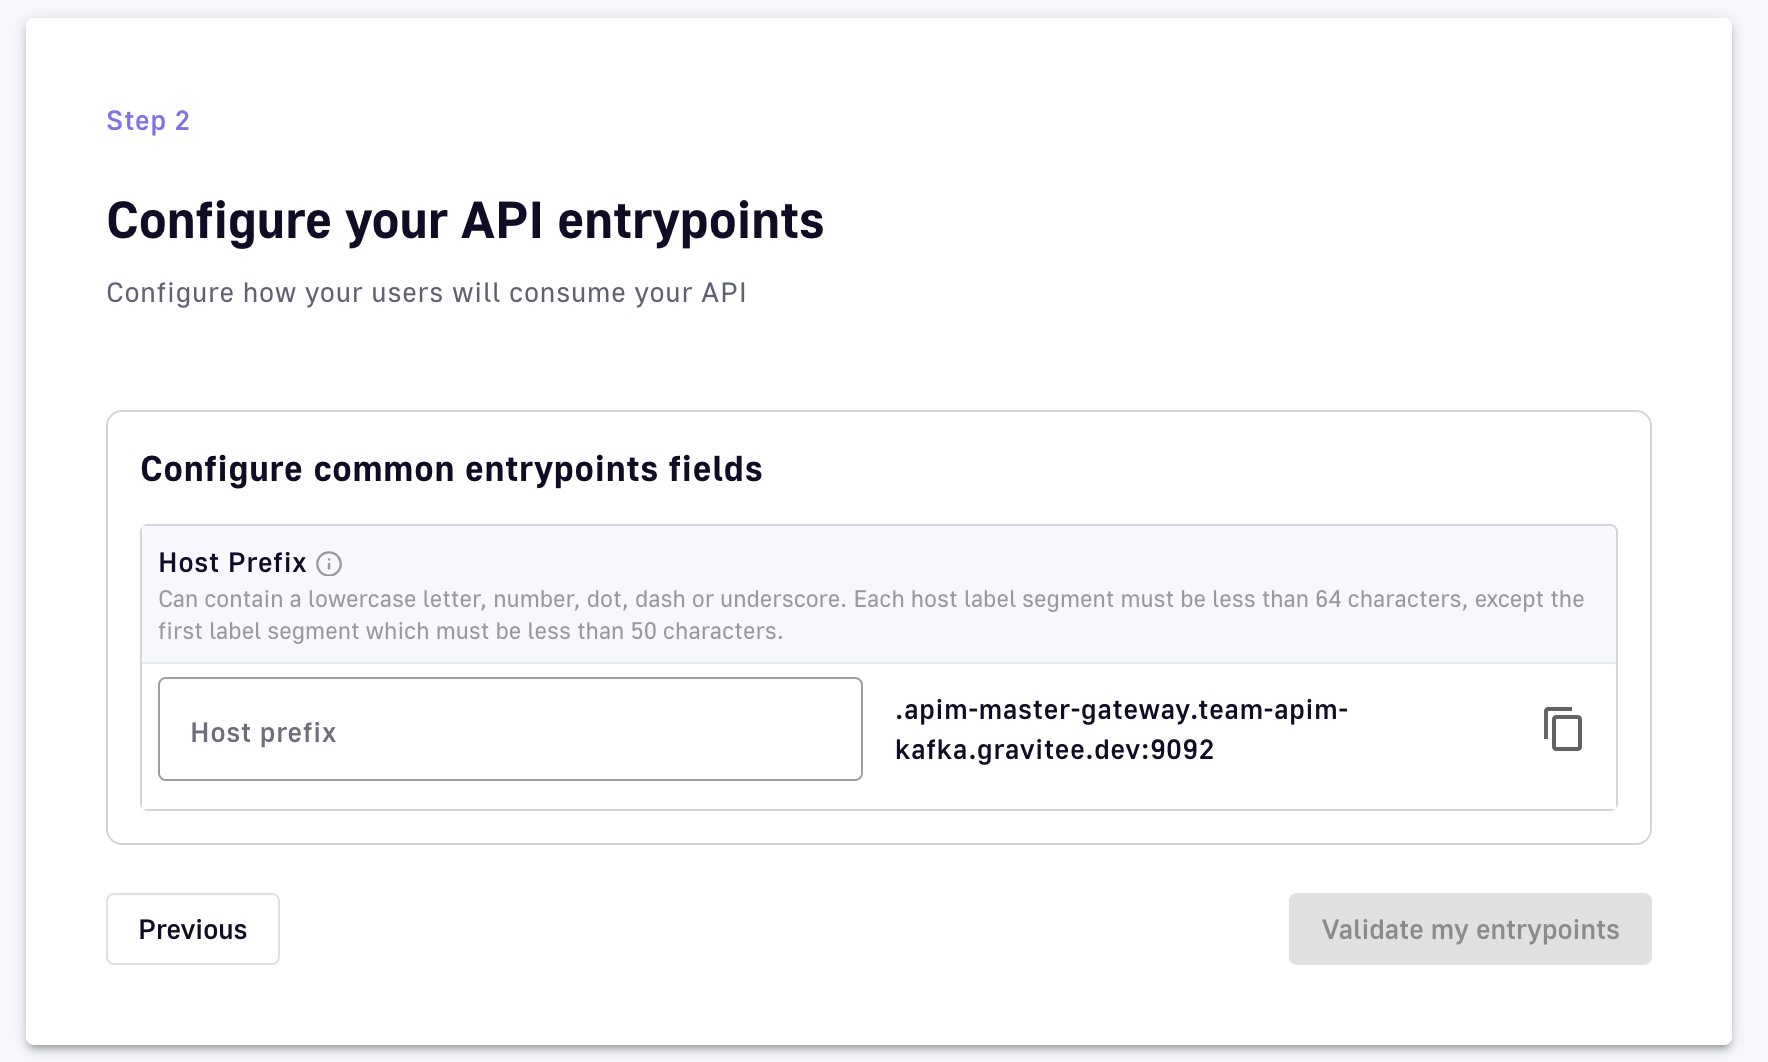 Step 2
Configure your API entrypoints
Configure how your users will consume your API
Configure common entrypoints fields
Host Prefix
Can contain a lowercase letter, number, dot, dash or underscore. Each host label segment must be less than 64 characters, except the
first label segment which must be less than 50 characters.
Host prefix
.apim-master-gateway.team-apim-
kafka.gravitee.dev:9092
Previous
Validate my entrypoints